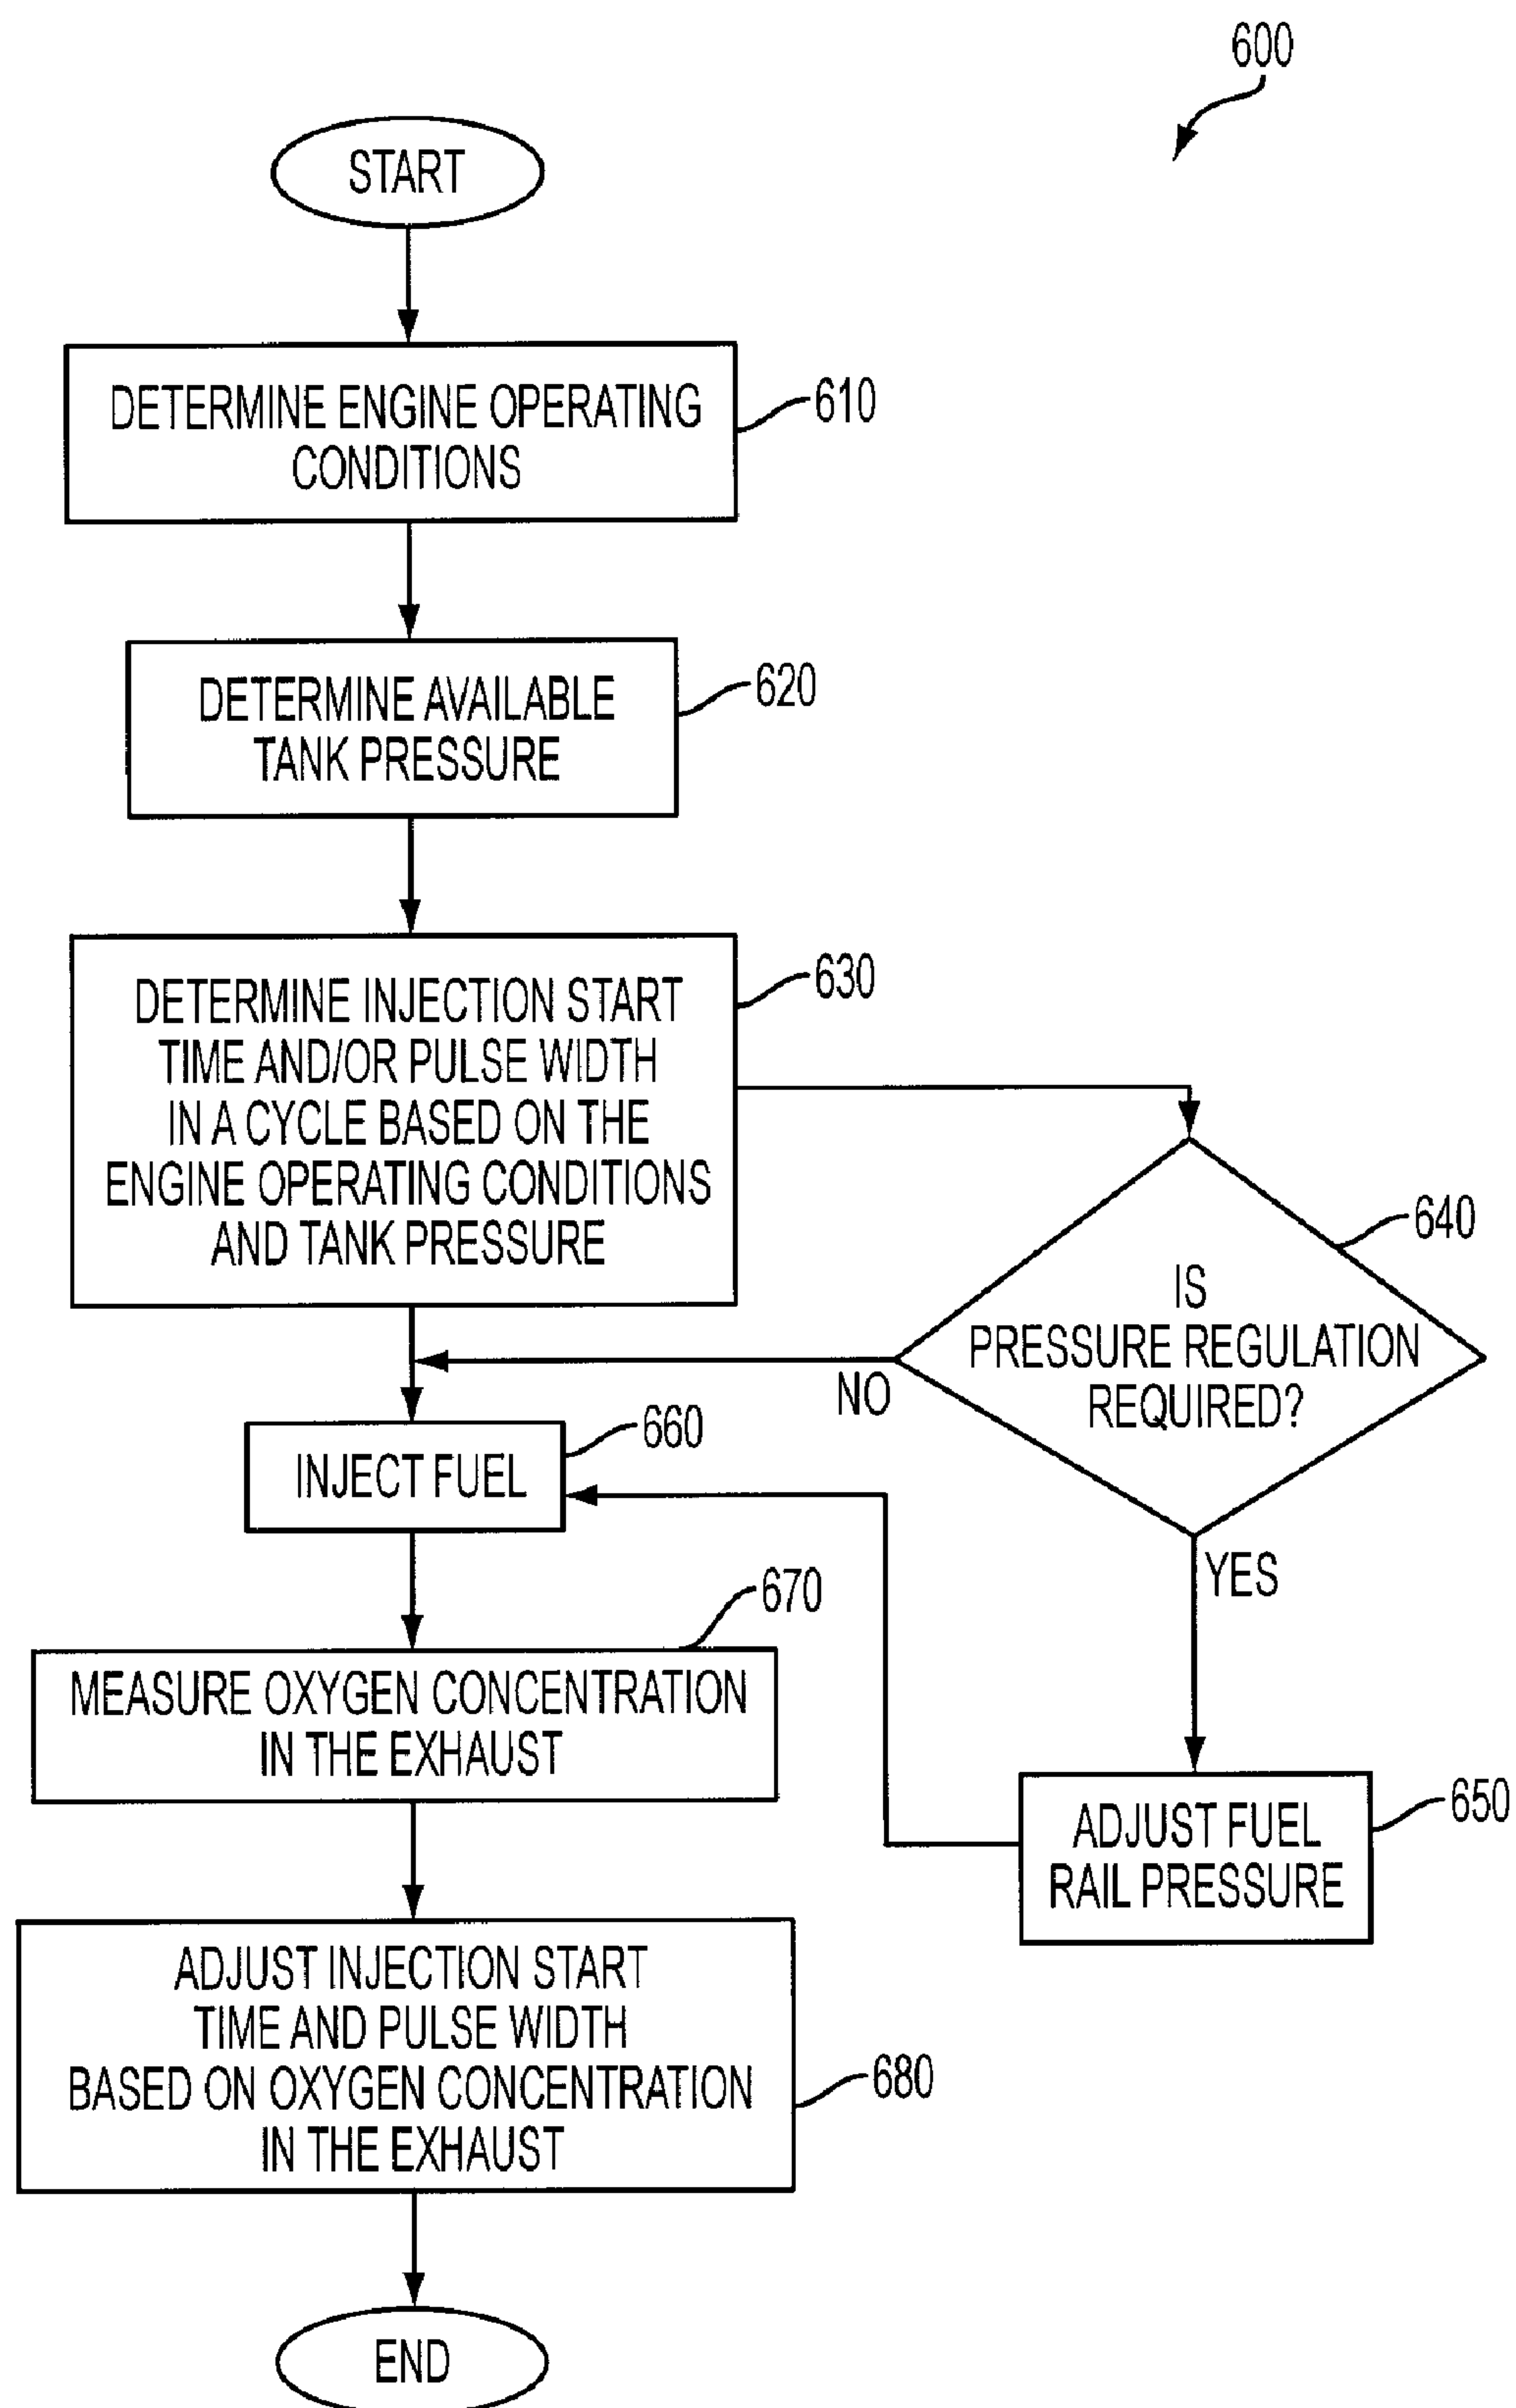 600
START
DETERMINE ENGINE OPERATING
CONDITIONS
610
DETERMINE AVAILABLE
TANK PRESSURE
620
DETERMINE INJECTION START
TIME AND/OR PULSE WIDTH
IN A CYCLE BASED ON THE
ENGINE OPERATING CONDITIONS
AND TANK PRESSURE
630
640
IS
PRESSURE REGULATION
REQUIRED?
NO
YES
INJECT FUEL
660
MEASURE OXYGEN CONCENTRATION
IN THE EXHAUST
670
ADJUST FUEL
RAIL PRESSURE
650
ADJUST INJECTION START
TIME AND PULSE WIDTH
BASED ON OXYGEN CONCENTRATION
IN THE EXHAUST
680
END